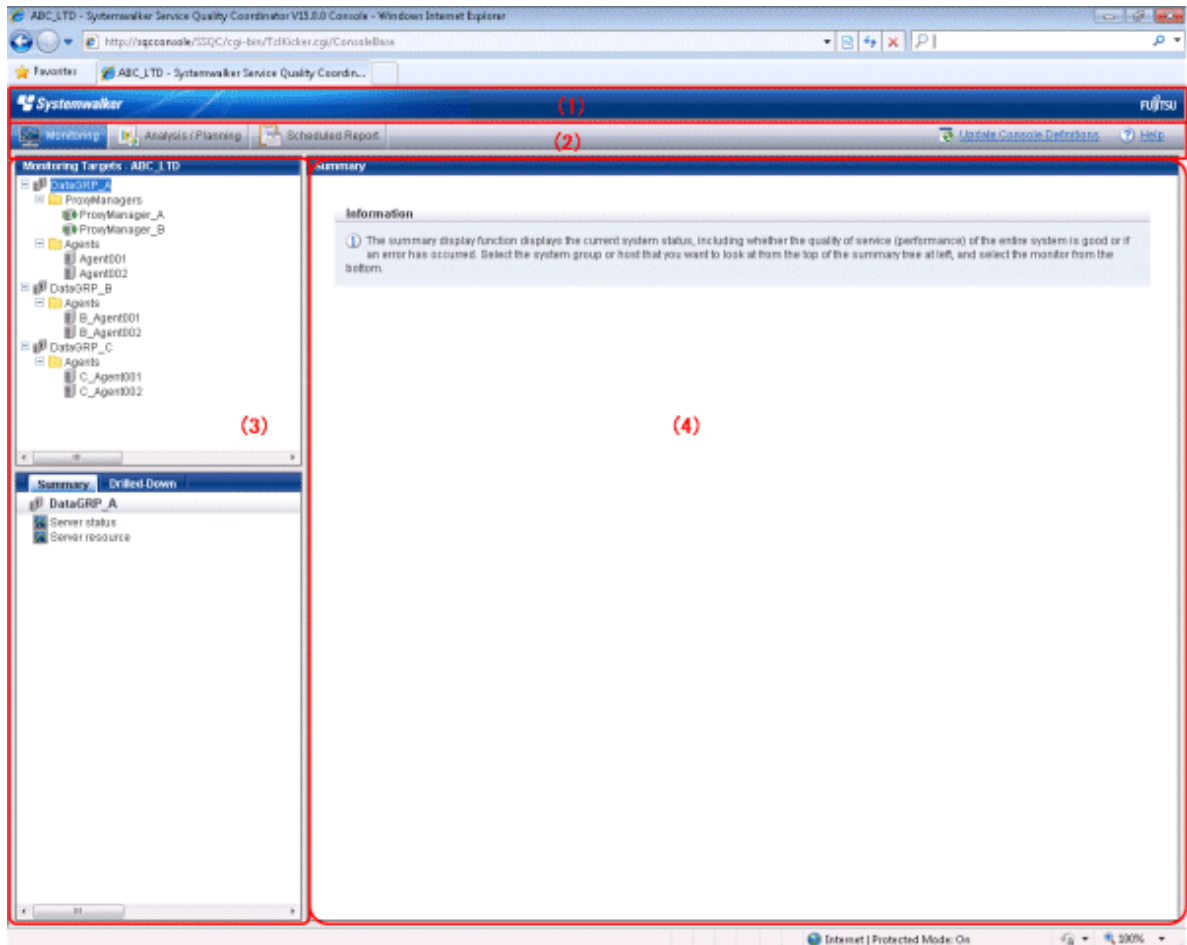 ABC_LTD - Systemwalker Service Quality Coordinator V15.0.0 Console - Windows Internet Explorer
http://sqcconsole/SSQC/cgi-bin/TclKicker.cgi/ConsoleBase
Favorites ABC_LTD - Systemwalker Service Quality Coordin...
Systemwalker (1) FUJITSU
Monitoring Analysis / Planning Scheduled Report (2) Update Console Definitions Help
Monitoring Targets - ABC_LTD
DataGRP_A
ProxyManagers
ProxyManager_A
ProxyManager_B
Agents
Agent001
Agent002
DataGRP_B
Agents
B_Agent001
B_Agent002
DataGRP_C
Agents
C_Agent001
C_Agent002
(3)
Summary Drilled-Down
DataGRP_A
Server status
Server resource
Summary
Information
The summary display function displays the current system status, including whether the quality of service (performance) of the entire system is good or if
an error has occurred. Select the system group or host that you want to look at from the top of the summary tree at left, and select the monitor from the
bottom.
(4)
Internet | Protected Mode: On 100%